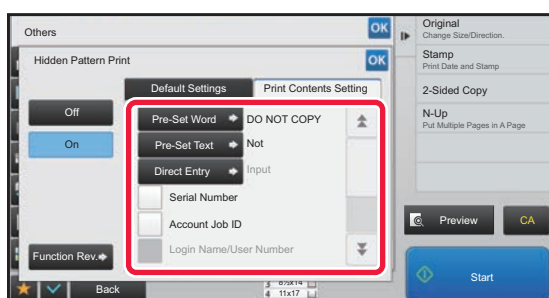 Others
OK
Hidden Pattern Print
OK
Default Settings
Print Contents Setting
Off
On
Pre-Set Word
DO NOT COPY
Pre-Set Text
Not
Direct Entry
Input
Serial Number
Account Job ID
Login Name/User Number
Function Rev.
Back
4 11x17
Original
Change Size/Direction.
Stamp
Print Date and Stamp
2-Sided Copy
N-Up
Put Multiple Pages in A Page
Preview
CA
Start